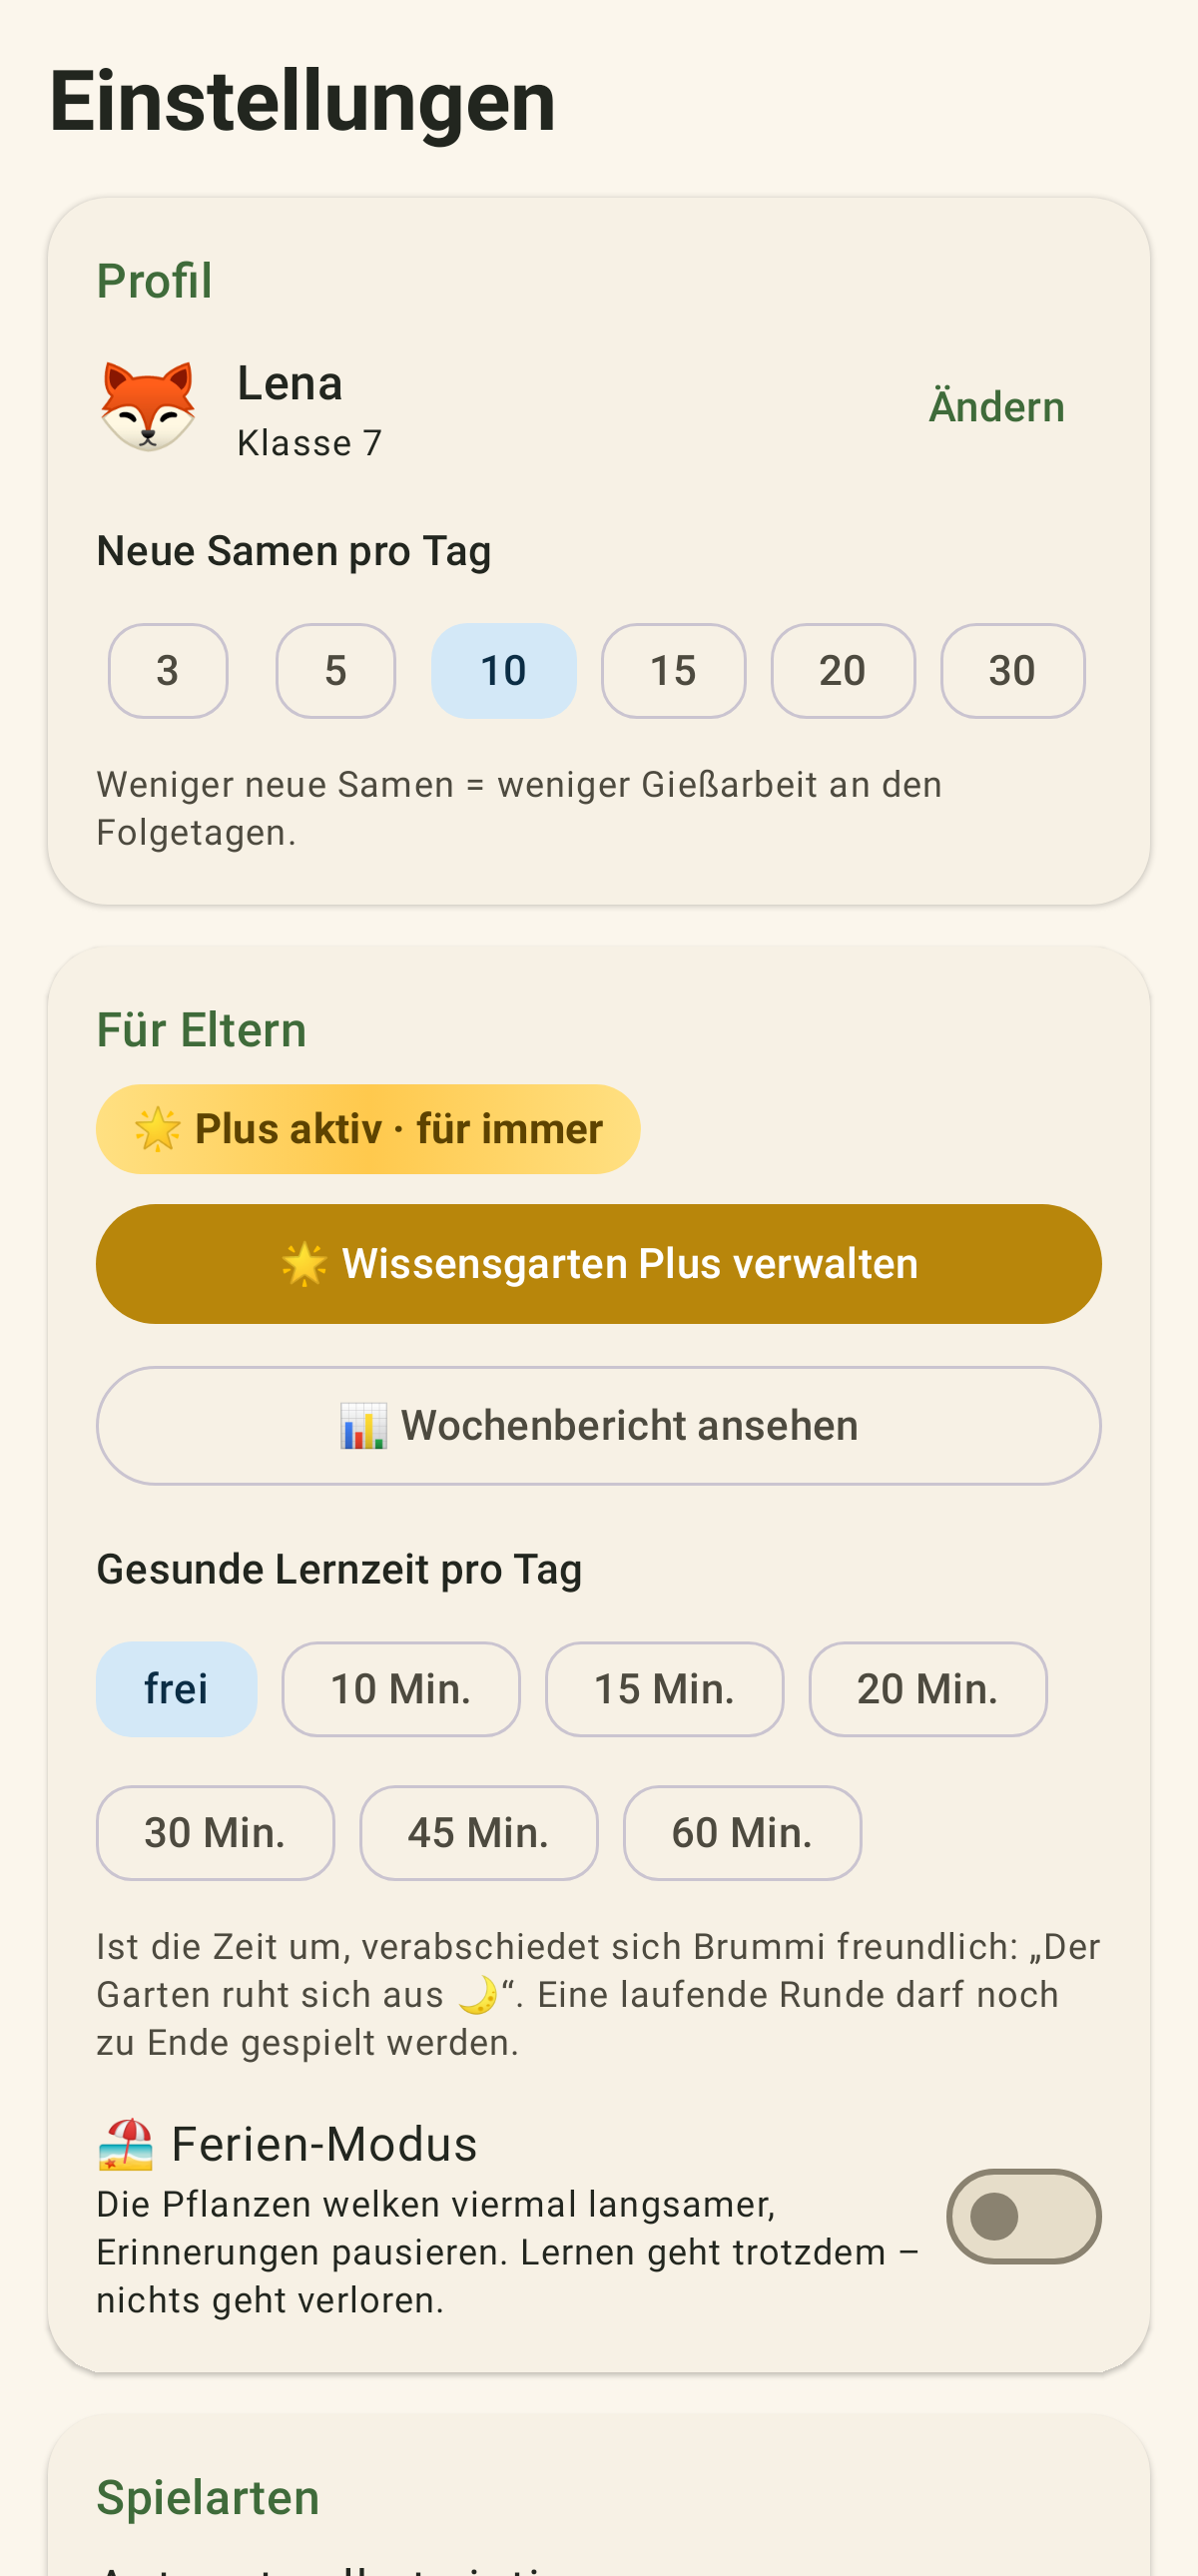 Einstellungen
Profil
Lena
Klasse 7
Ändern
Neue Samen pro Tag
3 5 10 15 20 30
Weniger neue Samen = weniger Gießarbeit an den
Folgetagen.
Für Eltern
🌟 Plus aktiv · für immer
🌟 Wissensgarten Plus verwalten
📊 Wochenbericht ansehen
Gesunde Lernzeit pro Tag
frei 10 Min. 15 Min. 20 Min.
30 Min. 45 Min. 60 Min.
Ist die Zeit um, verabschiedet sich Brummi freundlich: „Der
Garten ruht sich aus 🌙“. Eine laufende Runde darf noch
zu Ende gespielt werden.
🏖️ Ferien-Modus
Die Pflanzen welken viermal langsamer,
Erinnerungen pausieren. Lernen geht trotzdem –
nichts geht verloren.
Spielarten